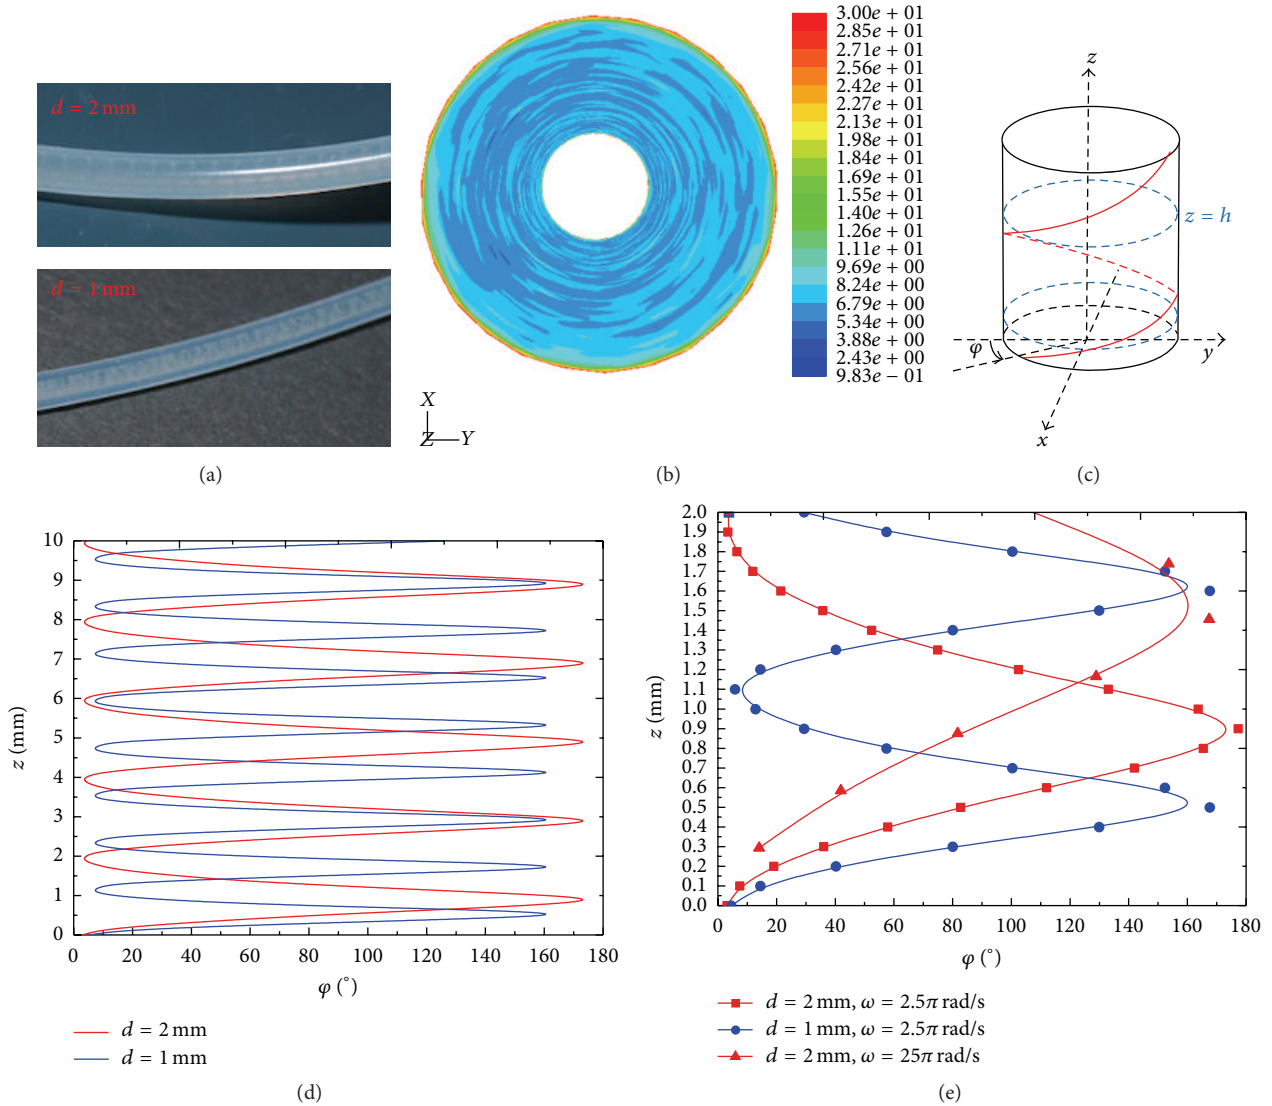 d = 2 mm
d = 1 mm
(a)
3.00e + 01
2.85e + 01
2.71e + 01
2.56e + 01
2.42e + 01
2.27e + 01
2.13e + 01
1.98e + 01
1.84e + 01
1.69e + 01
1.55e + 01
1.40e + 01
1.26e + 01
1.11e + 01
9.69e + 00
8.24e + 00
6.79e + 00
5.34e + 00
3.88e + 00
2.43e + 00
9.83e − 01
X
Z Y
(b)
z
z = h
φ
y
x
(c)
10
9
8
7
6
5
4
3
2
1
0
z (mm)
0 20 40 60 80 100 120 140 160 180
φ (°)
d = 2 mm
d = 1 mm
(d)
2.0
1.9
1.8
1.7
1.6
1.5
1.4
1.3
1.2
1.1
1.0
0.9
0.8
0.7
0.6
0.5
0.4
0.3
0.2
0.1
0.0
z (mm)
0 20 40 60 80 100 120 140 160 180
φ (°)
d = 2 mm, ω = 2.5π rad/s
d = 1 mm, ω = 2.5π rad/s
d = 2 mm, ω = 25π rad/s
(e)